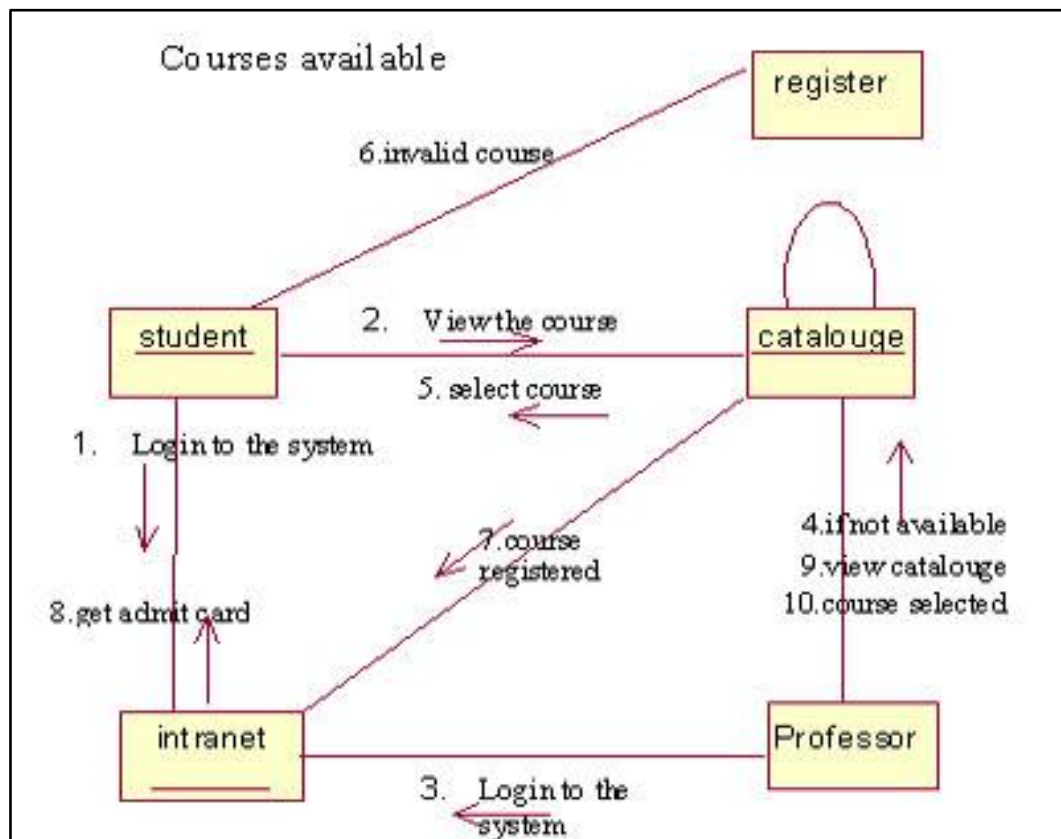 Courses available
register
6.invalid course
student
2. View the course
catalouge
5. select course
1. Login to the system
7.course
registered
4.if not available
9.view catalouge
10.course selected
8.get admit card
intranet
Professor
3. Login to the
system